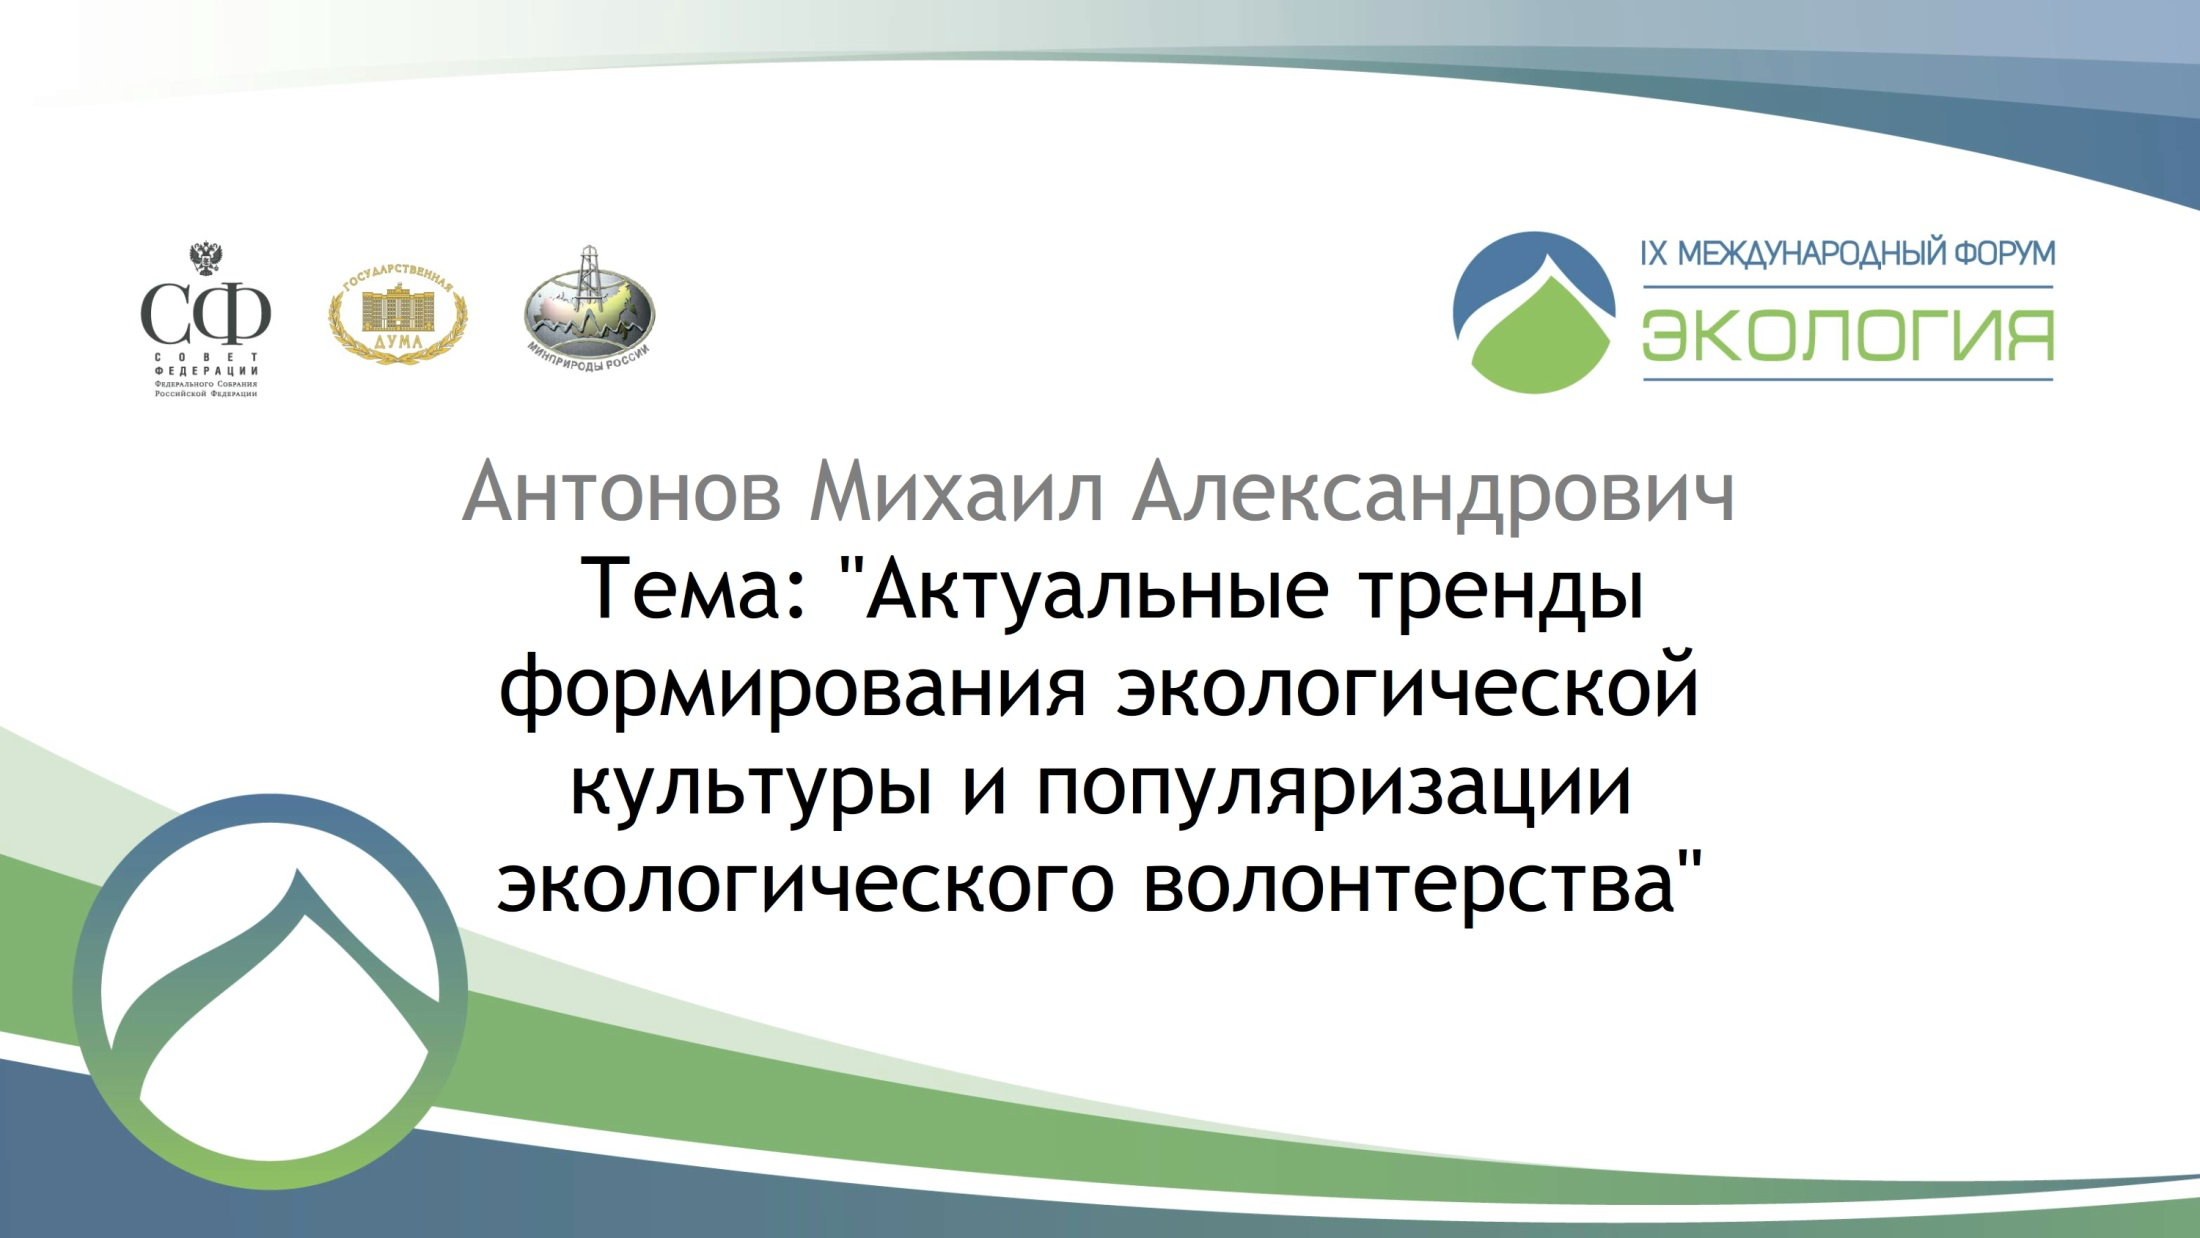 СФ
СОВЕТ
ФЕДЕРАЦИИ
Федерального Собрания
Российской Федерации
ГОСУДАРСТВЕННАЯ
ДУМА
МИНПРИРОДЫ РОССИИ
IX МЕЖДУНАРОДНЫЙ ФОРУМ
ЭКОЛОГИЯ
Антонов Михаил Александрович
Тема: "Актуальные тренды
формирования экологической
культуры и популяризации
экологического волонтерства"